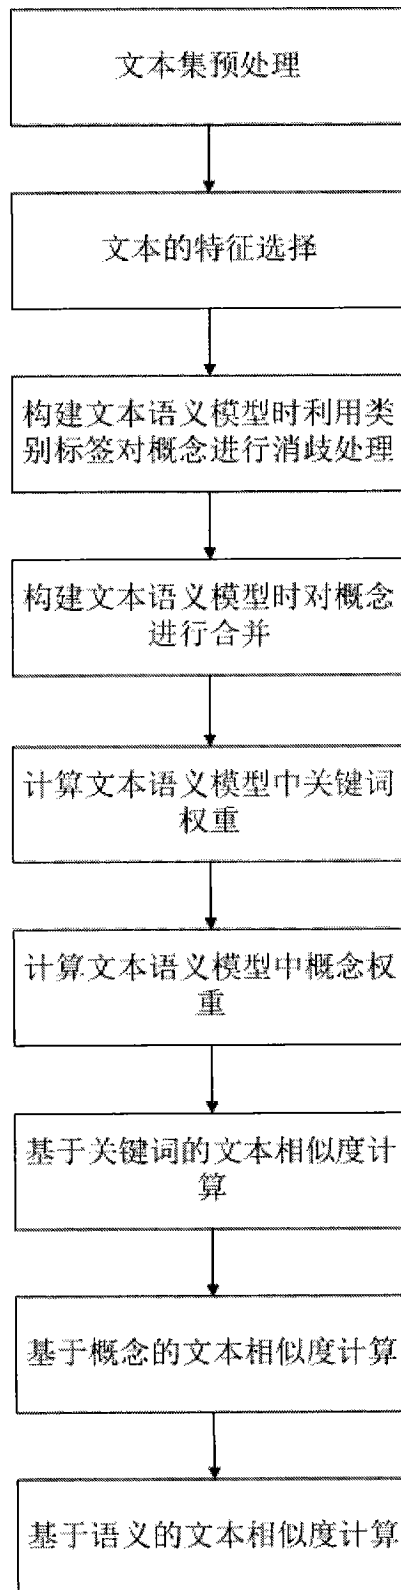 文本集预处理
文本的特征选择
构建文本语义模型时利用类
别标签对概念进行消歧处理
构建文本语义模型时对概念
进行合并
计算文本语义模型中关键词
权重
计算文本语义模型中概念权
重
基于关键词的文本相似度计
算
基于概念的文本相似度计算
基于语义的文本相似度计算